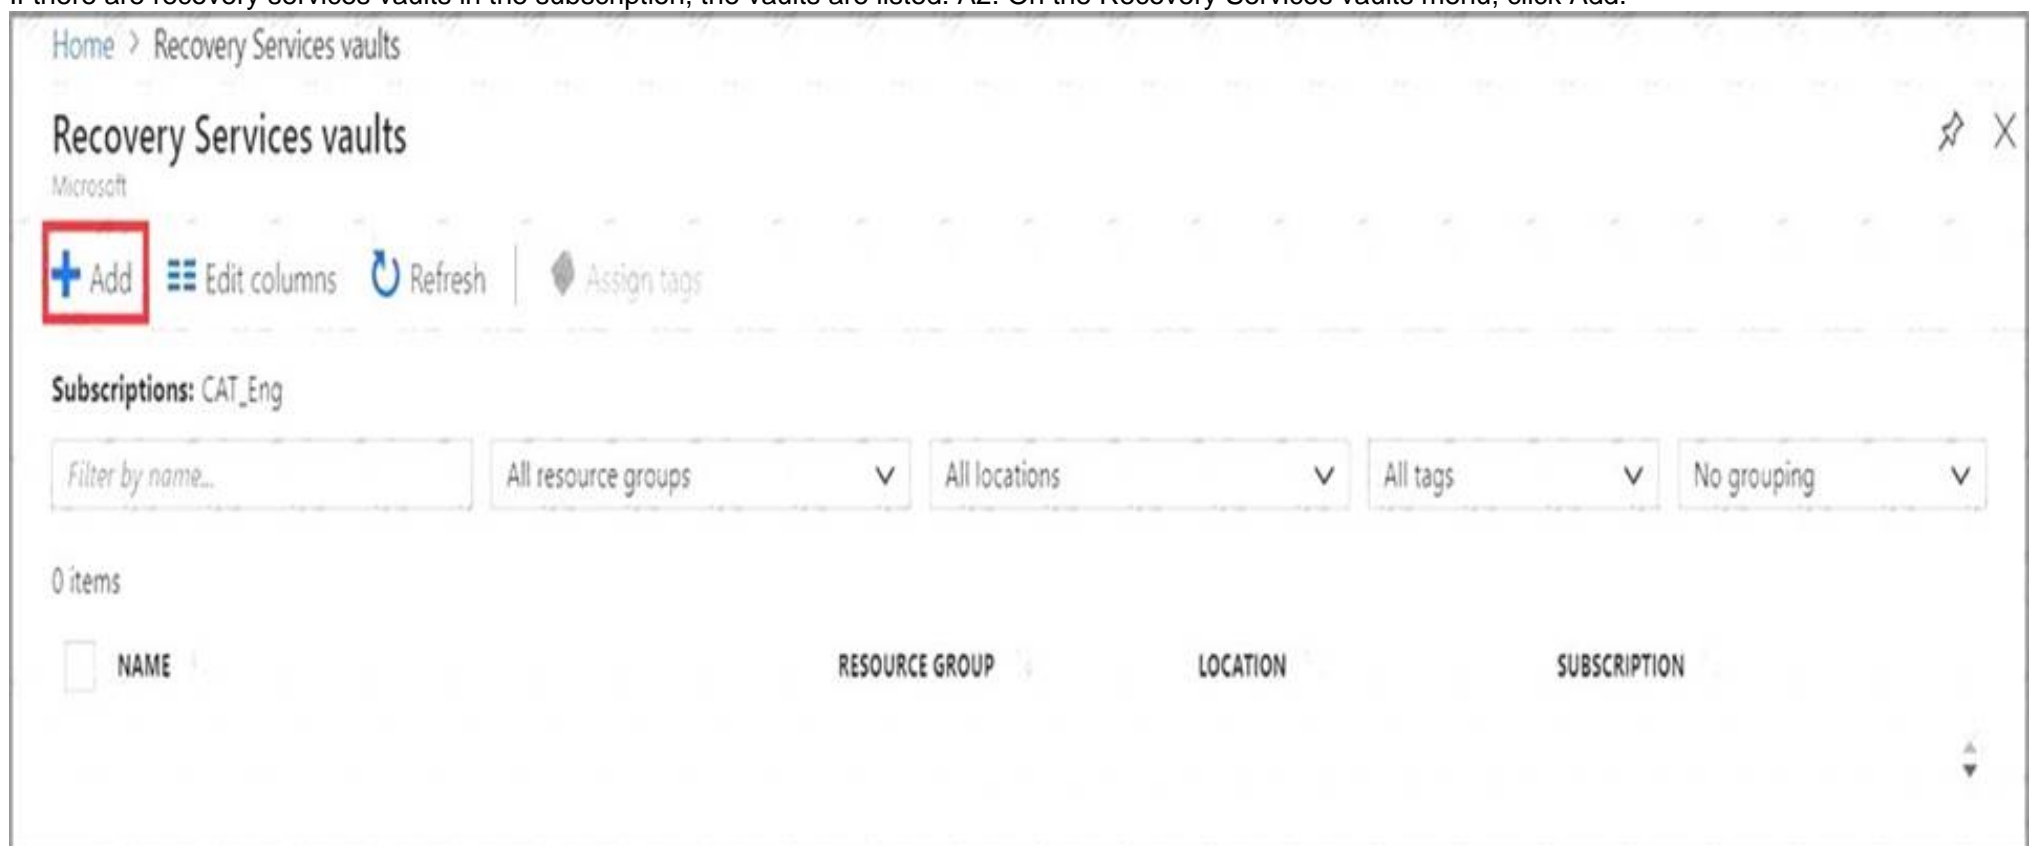 If there are recovery services vaults in the subscription, the vaults are listed. A2. On the Recovery Services vaults menu, click Add.
Home > Recovery Services vaults
Recovery Services vaults
Microsoft
Add Edit columns Refresh Assign tags
Subscriptions: CAT_Eng
Filter by name... All resource groups All locations All tags No grouping
0 items
NAME RESOURCE GROUP LOCATION SUBSCRIPTION